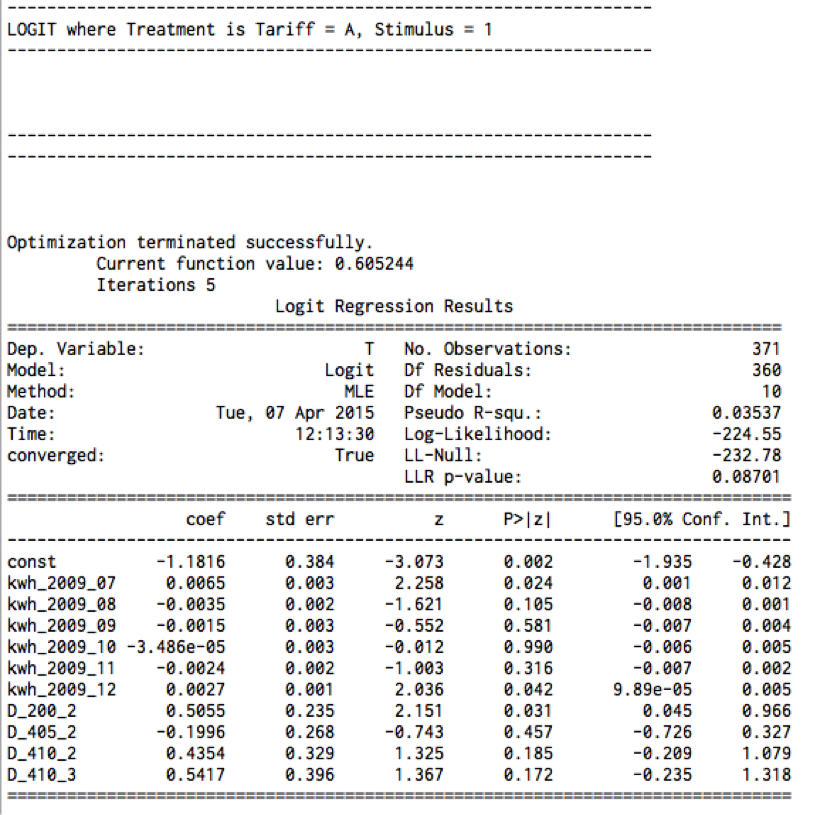 -----------------------------------------------------------------
LOGIT where Treatment is Tariff = A, Stimulus = 1
-----------------------------------------------------------------
-----------------------------------------------------------------
-----------------------------------------------------------------
Optimization terminated successfully.
         Current function value: 0.605244
         Iterations 5
                           Logit Regression Results
==============================================================================
Dep. Variable:                      T   No. Observations:                  371
Model:                          Logit   Df Residuals:                      360
Method:                           MLE   Df Model:                           10
Date:                Tue, 07 Apr 2015   Pseudo R-squ.:                 0.03537
Time:                        12:13:30   Log-Likelihood:                -224.55
converged:                       True   LL-Null:                       -232.78
                                        LLR p-value:                   0.08701
===============================================================================
                  coef    std err          z      P>|z|      [95.0% Conf. Int.]
-------------------------------------------------------------------------------
const          -1.1816      0.384     -3.073      0.002        -1.935    -0.428
kwh_2009_07     0.0065      0.003      2.258      0.024         0.001     0.012
kwh_2009_08    -0.0035      0.002     -1.621      0.105        -0.008     0.001
kwh_2009_09    -0.0015      0.003     -0.552      0.581        -0.007     0.004
kwh_2009_10 -3.486e-05      0.003     -0.012      0.990        -0.006     0.005
kwh_2009_11    -0.0024      0.002     -1.003      0.316        -0.007     0.002
kwh_2009_12     0.0027      0.001      2.036      0.042      9.89e-05     0.005
D_200_2         0.5055      0.235      2.151      0.031         0.045     0.966
D_405_2        -0.1996      0.268     -0.743      0.457        -0.726     0.327
D_410_2         0.4354      0.329      1.325      0.185        -0.209     1.079
D_410_3         0.5417      0.396      1.367      0.172        -0.235     1.318
===============================================================================